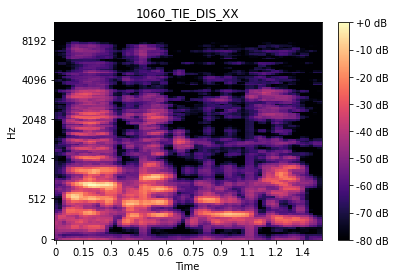 1060_TIE_DIS_XX
Hz
8192
4096
2048
1024
512
0
0 0.15 0.3 0.45 0.6 0.75 0.9 1.1 1.2 1.4
Time
+0 dB
-10 dB
-20 dB
-30 dB
-40 dB
-50 dB
-60 dB
-70 dB
-80 dB